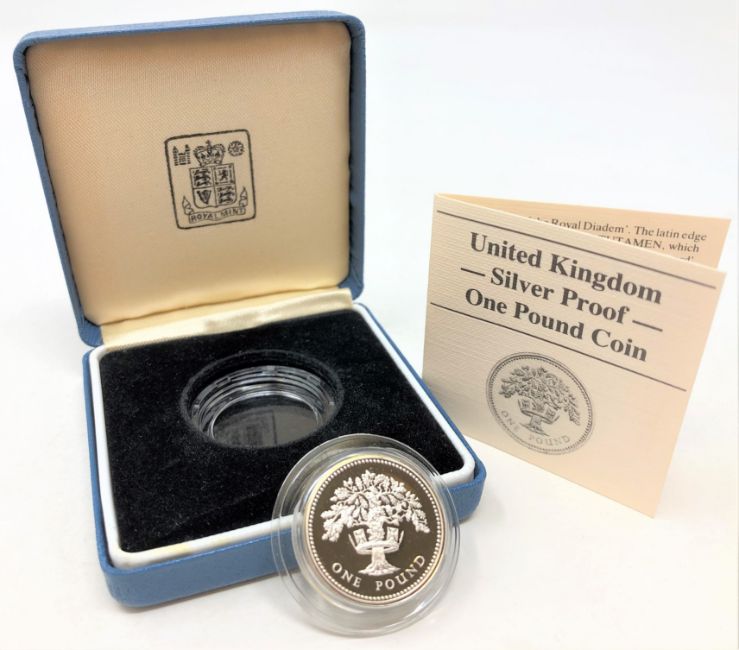 ROYAL MINT
Royal Diadem'. The latin edge
TUTAMEN, which
United Kingdom
— Silver Proof —
One Pound Coin
ONE POUND
ONE POUND